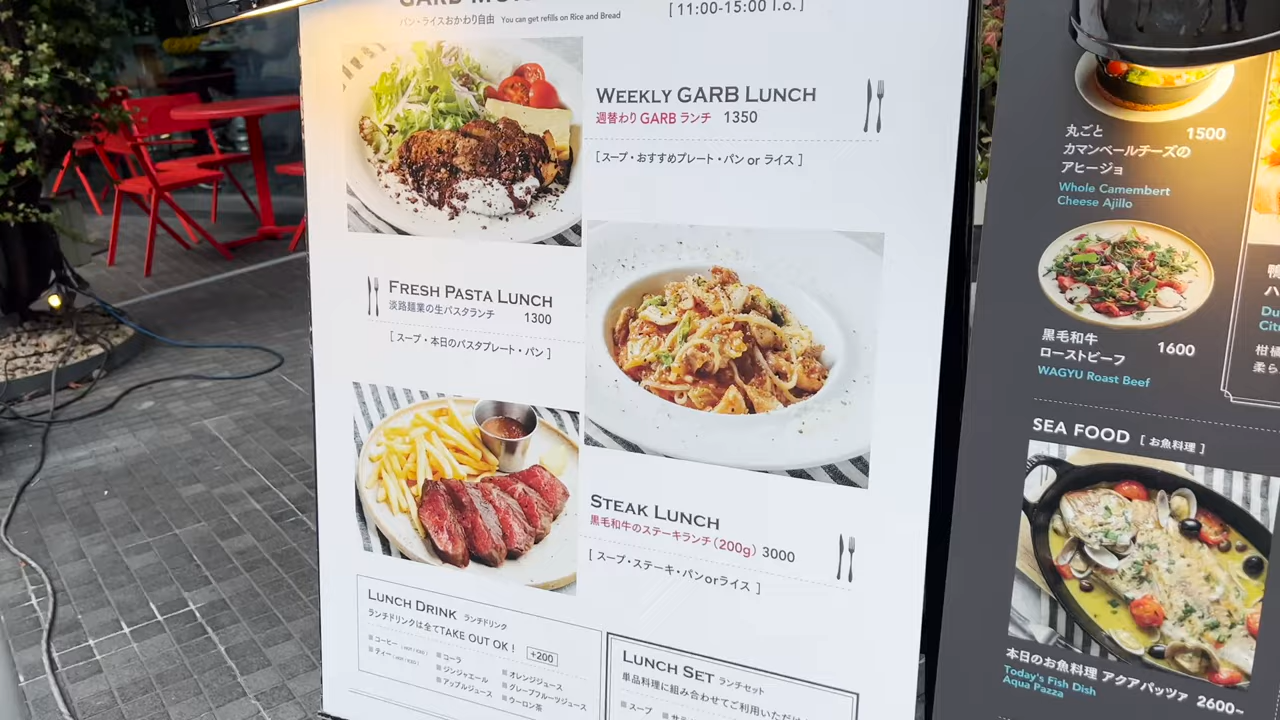 パン・ライスおかわり自由 You can get refills on Rice and Bread
[ 11:00-15:00 l.o. ]
WEEKLY GARB LUNCH
週替わり GARB ランチ 1350
[スープ・おすすめプレート・パン or ライス ]
FRESH PASTA LUNCH
淡路麺業の生パスタランチ 1300
[ スープ・本日のパスタプレート・パン ]
STEAK LUNCH
黒毛和牛のステーキランチ(200g) 3000
[ スープ・ステーキ・パンorライス ]
LUNCH DRINK ランチドリンク
ランチドリンクは全てTAKE OUT OK ! +200
コーヒー
ティー
コーラ
ジンジャエール
アップルジュース
オレンジジュース
グレープフルーツジュース
ウーロン茶
LUNCH SET ランチセット
単品料理に組み合わせてご利用いただけ
スープ
丸ごと
カマンベールチーズの
アヒージョ
1500
Whole Camembert
Cheese Ajillo
黒毛和牛
ローストビーフ
1600
WAGYU Roast Beef
SEA FOOD [ お魚料理 ]
本日のお魚料理 アクアパッツァ 2600~
Today's Fish Dish
Aqua Pazza